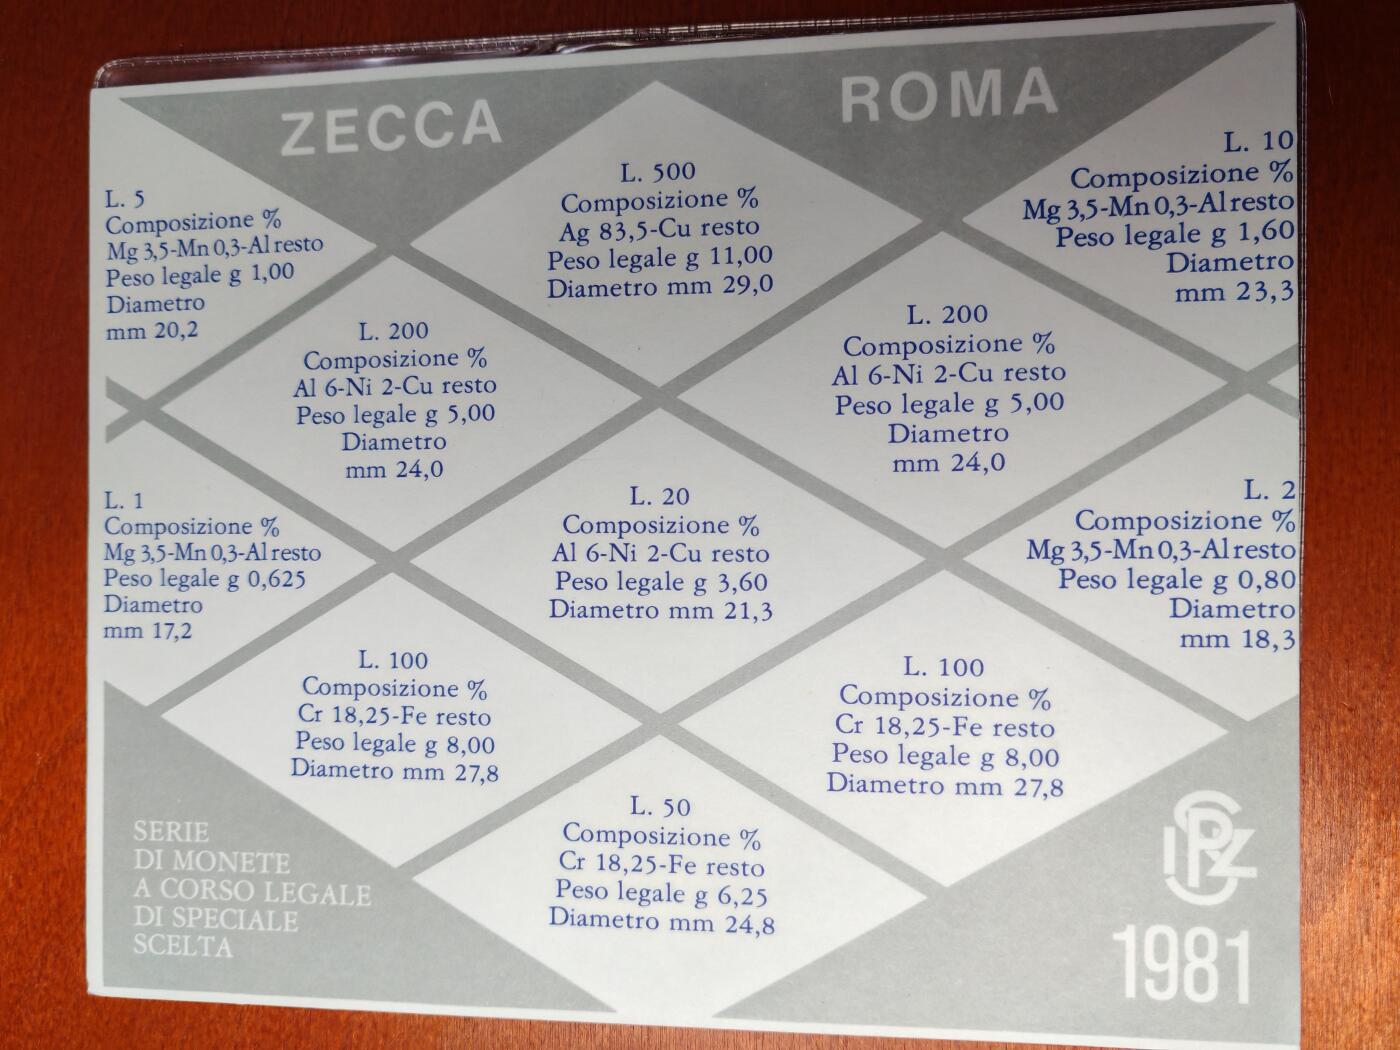 ZECCA
ROMA
L. 5
Composizione %
Mg 3,5-Mn 0,3-Al resto
Peso legale g 1,00
Diametro
mm 20,2
L. 500
Composizione %
Ag 83,5-Cu resto
Peso legale g 11,00
Diametro mm 29,0
L. 10
Composizione %
Mg 3,5-Mn 0,3-Al resto
Peso legale g 1,60
Diametro
mm 23,3
L. 200
Composizione %
Al 6-Ni 2-Cu resto
Peso legale g 5,00
Diametro
mm 24,0
L. 200
Composizione %
Al 6-Ni 2-Cu resto
Peso legale g 5,00
Diametro
mm 24,0
L. 1
Composizione %
Mg 3,5-Mn 0,3-Al resto
Peso legale g 0,625
Diametro
mm 17,2
L. 20
Composizione %
Al 6-Ni 2-Cu resto
Peso legale g 3,60
Diametro mm 21,3
L. 2
Composizione %
Mg 3,5-Mn 0,3-Al resto
Peso legale g 0,80
Diametro
mm 18,3
L. 100
Composizione %
Cr 18,25-Fe resto
Peso legale g 8,00
Diametro mm 27,8
L. 100
Composizione %
Cr 18,25-Fe resto
Peso legale g 8,00
Diametro mm 27,8
L. 50
Composizione %
Cr 18,25-Fe resto
Peso legale g 6,25
Diametro mm 24,8
SERIE
DI MONETE
A CORSO LEGALE
DI SPECIALE
SCELTA
IPZS
1981